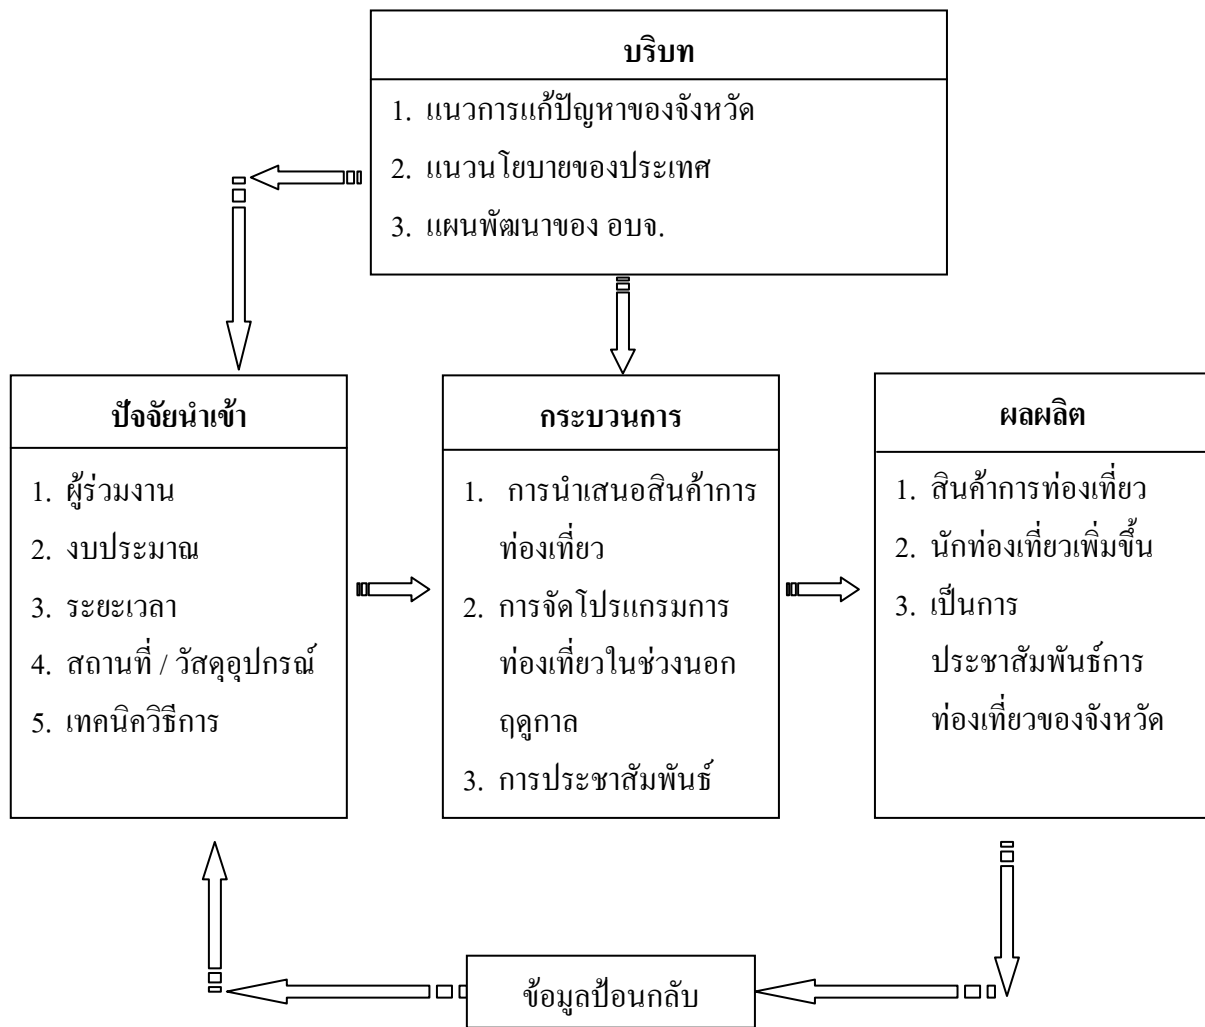 บริบท
1. แนวการแก้ปัญหาของจังหวัด
2. แนวนโยบายของประเทศ
3. แผนพัฒนาของ อบจ.
ปัจจัยนำเข้า
1. ผู้ร่วมงาน
2. งบประมาณ
3. ระยะเวลา
4. สถานที่ / วัสดุอุปกรณ์
5. เทคนิควิธีการ
กระบวนการ
1. การนำเสนอสินค้าการ
ท่องเที่ยว
2. การจัดโปรแกรมการ
ท่องเที่ยวในช่วงนอก
ฤดูกาล
3. การประชาสัมพันธ์
ผลผลิต
1. สินค้าการท่องเที่ยว
2. นักท่องเที่ยวเพิ่มขึ้น
3. เป็นการ
ประชาสัมพันธ์การ
ท่องเที่ยวของจังหวัด
ข้อมูลป้อนกลับ